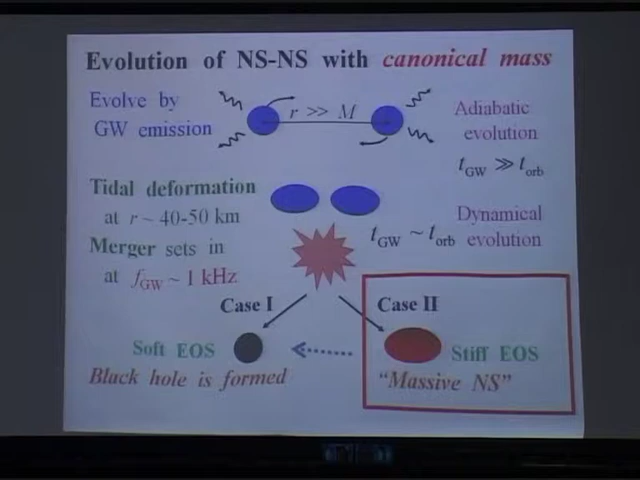 Evolution of NS-NS with canonical mass
Evolve by
GW emission
r >> M
Adiabatic
evolution
t_GW ≫ t_orb
Tidal deformation
at r ~ 40-50 km
Merger sets in
at f_GW ~ 1 kHz
Dynamical
t_GW ~ t_orb evolution
Case I
Case II
Soft EOS
Black hole is formed
Stiff EOS
"Massive NS"